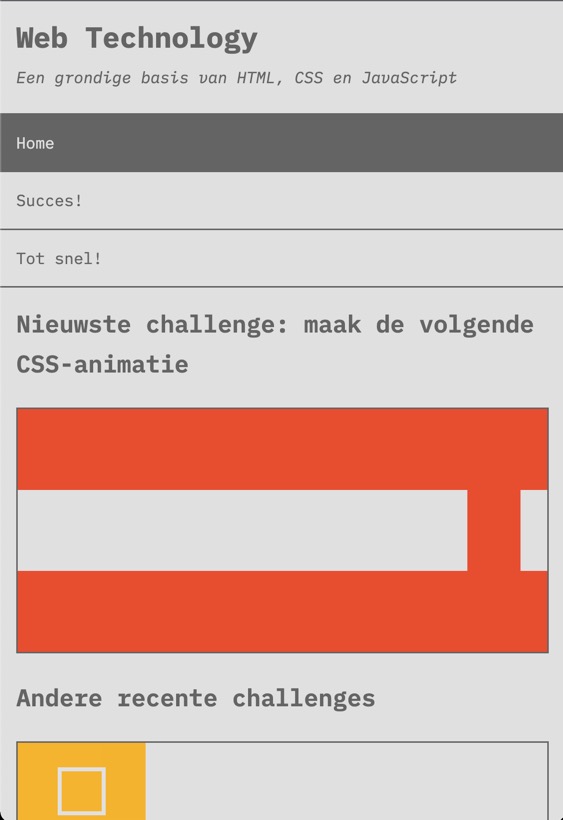 Web Technology
Een grondige basis van HTML, CSS en JavaScript
Home
Succes!
Tot snel!
Nieuwste challenge: maak de volgende
CSS-animatie
Andere recente challenges